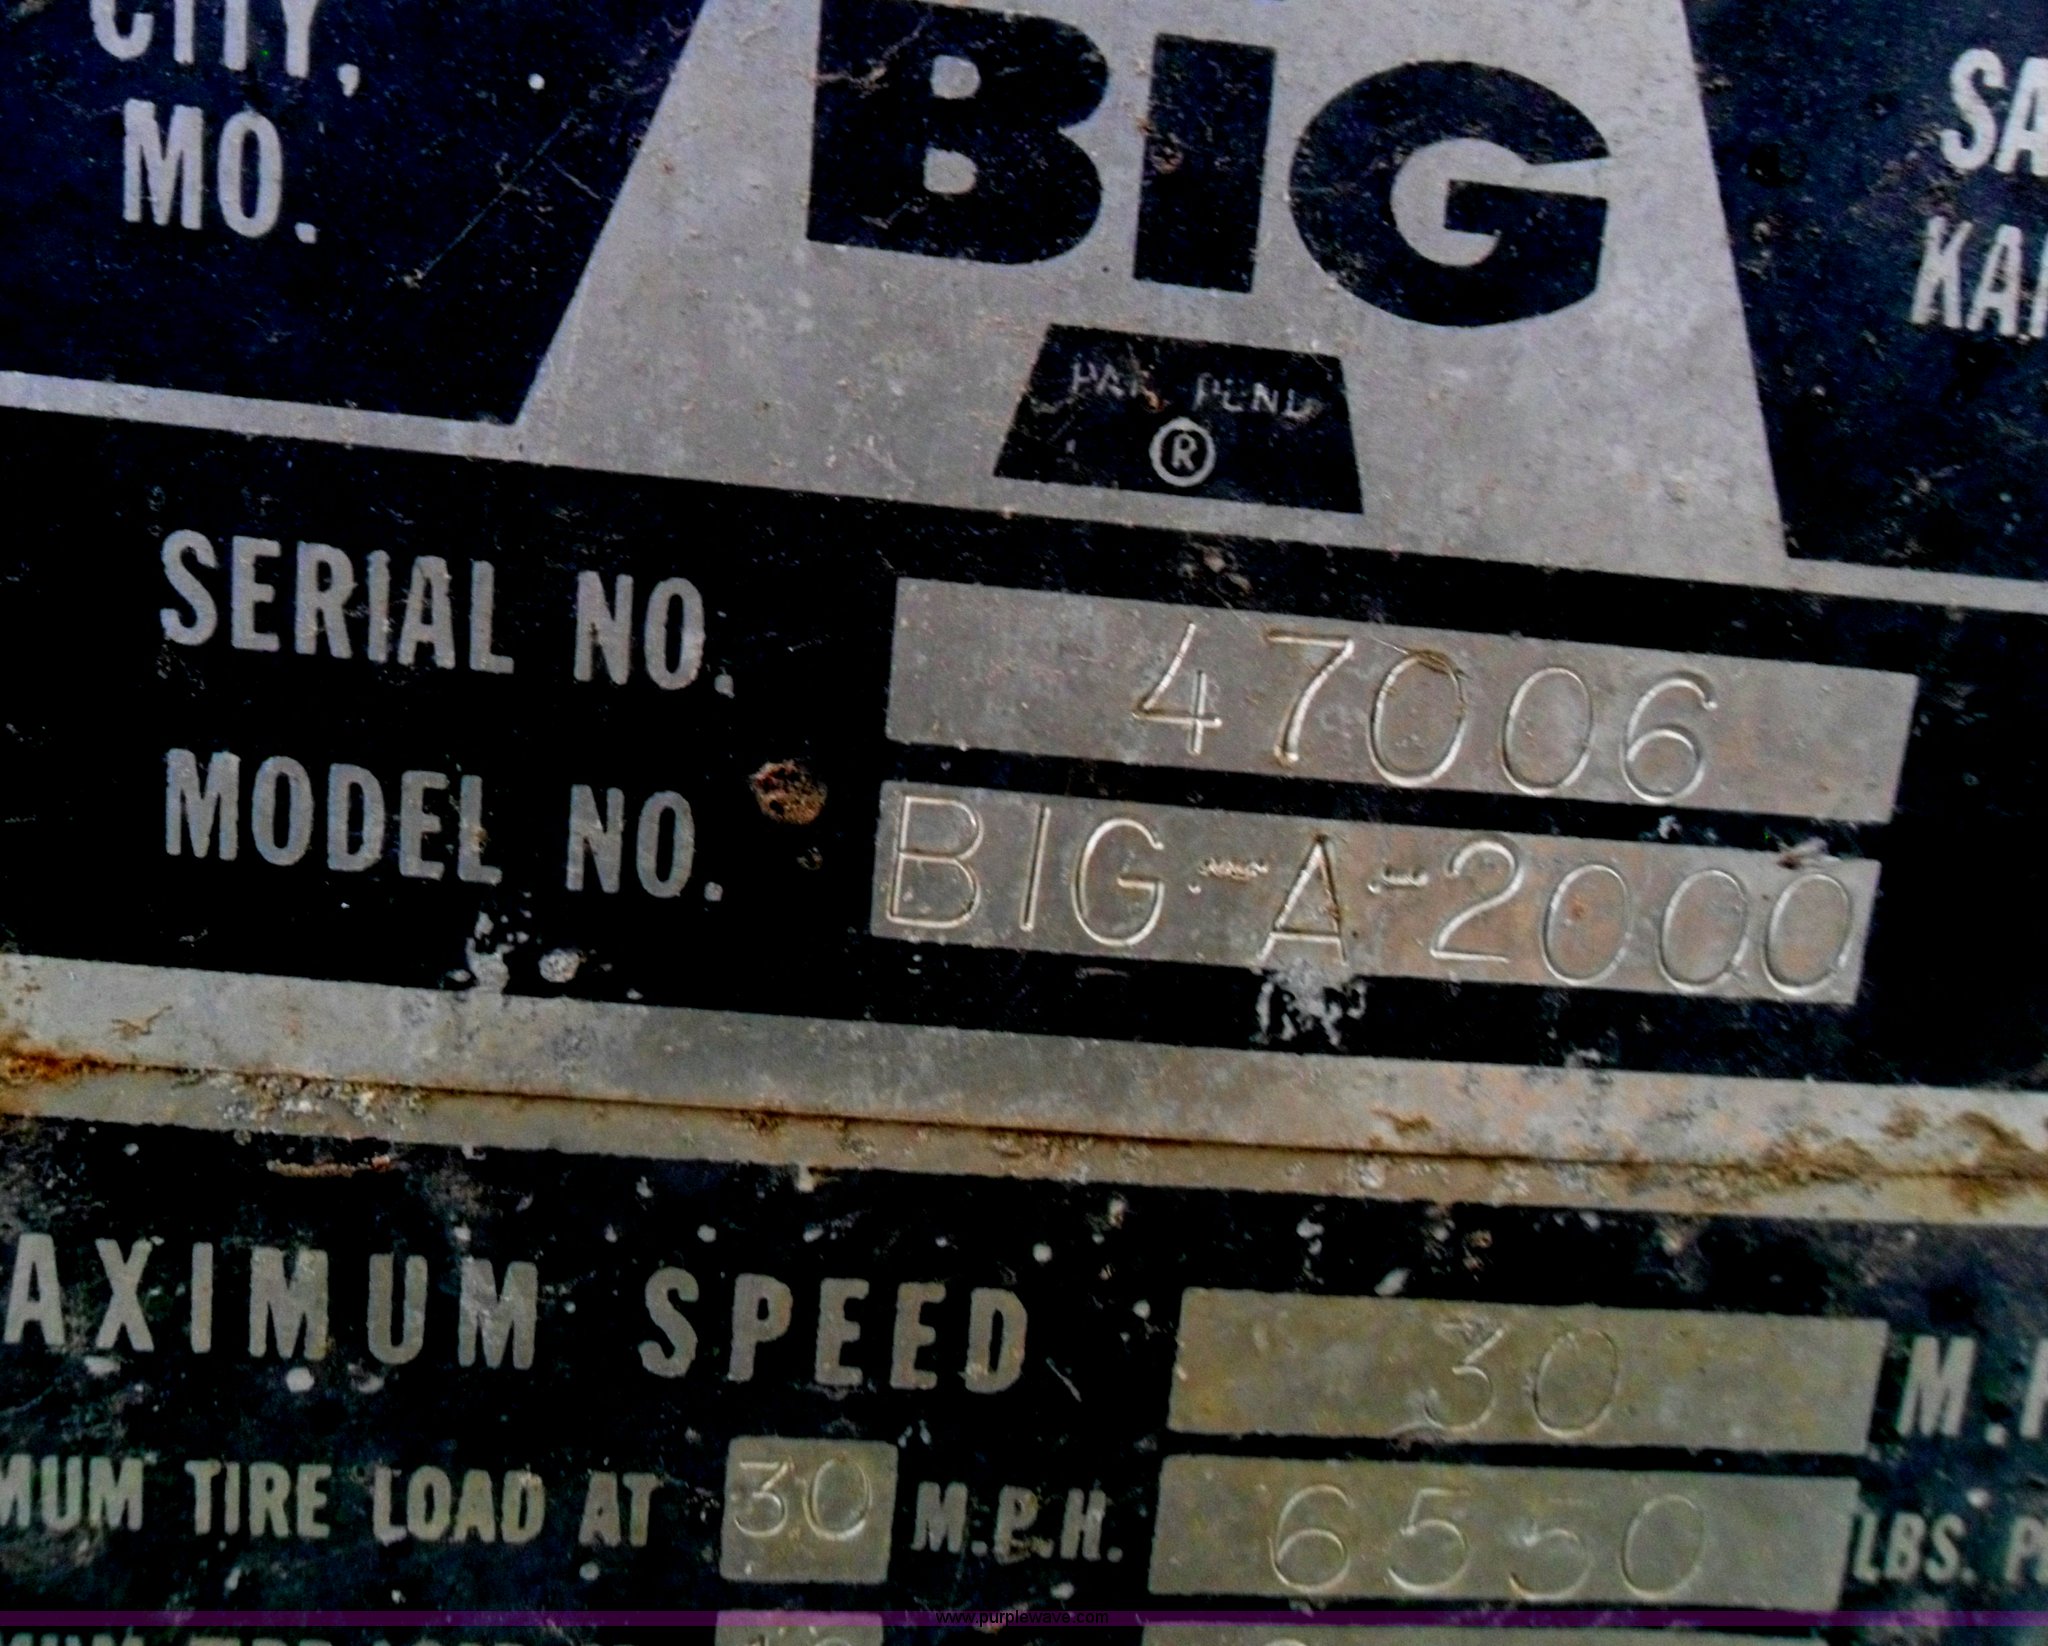 CITY,
MO.
BIG
SA
KA
PAT. PEND
®
SERIAL NO. 47006
MODEL NO. BIG-A-2000
AXIMUM SPEED 30 M.
MUM TIRE LOAD AT 30 M.P.H. 6550 LBS. P
www.purplewave.com